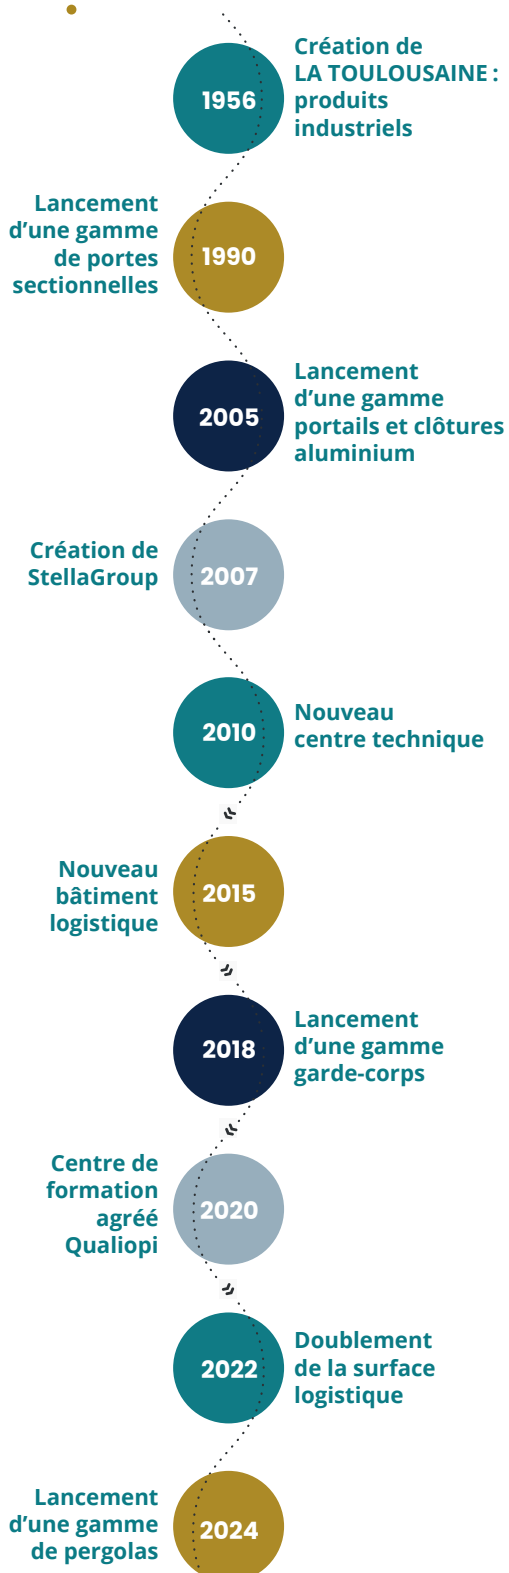 1956
Création de
LA TOULOUSAINE :
produits
industriels
Lancement
d’une gamme
de portes
sectionnelles
1990
2005
Lancement
d’une gamme
portails et clôtures
aluminium
Création de
StellaGroup
2007
2010
Nouveau
centre technique
Nouveau
bâtiment
logistique
2015
2018
Lancement
d’une gamme
garde-corps
Centre de
formation
agréé
Qualiopi
2020
2022
Doublement
de la surface
logistique
Lancement
d’une gamme
de pergolas
2024